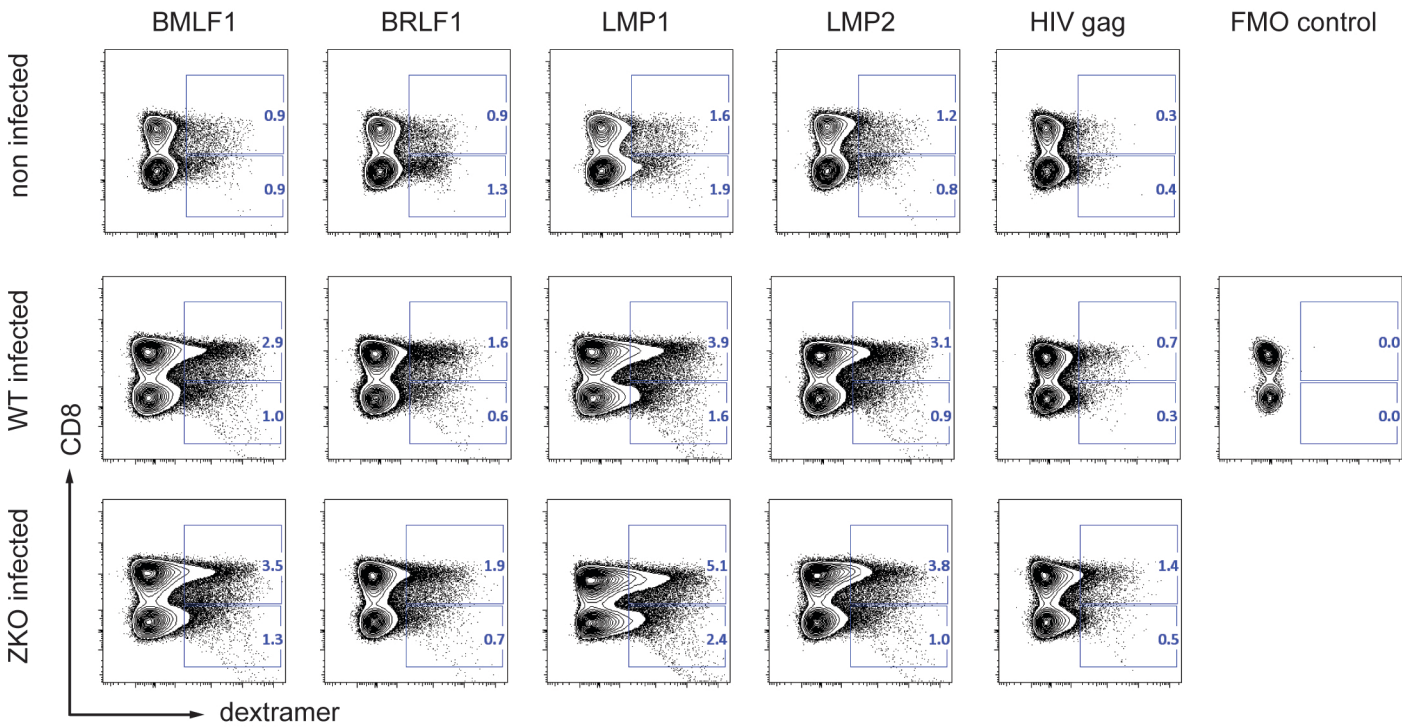 BMLF1 BRLF1 LMP1 LMP2 HIV gag FMO control
non infected
0.9 0.9 1.6 1.2 0.3
0.9 1.3 1.9 0.8 0.4
WT infected
2.9 1.6 3.9 3.1 0.7 0.0
1.0 0.6 1.6 0.9 0.3 0.0
CD8
ZKO infected
3.5 1.9 5.1 3.8 1.4
1.3 0.7 2.4 1.0 0.5
dextramer